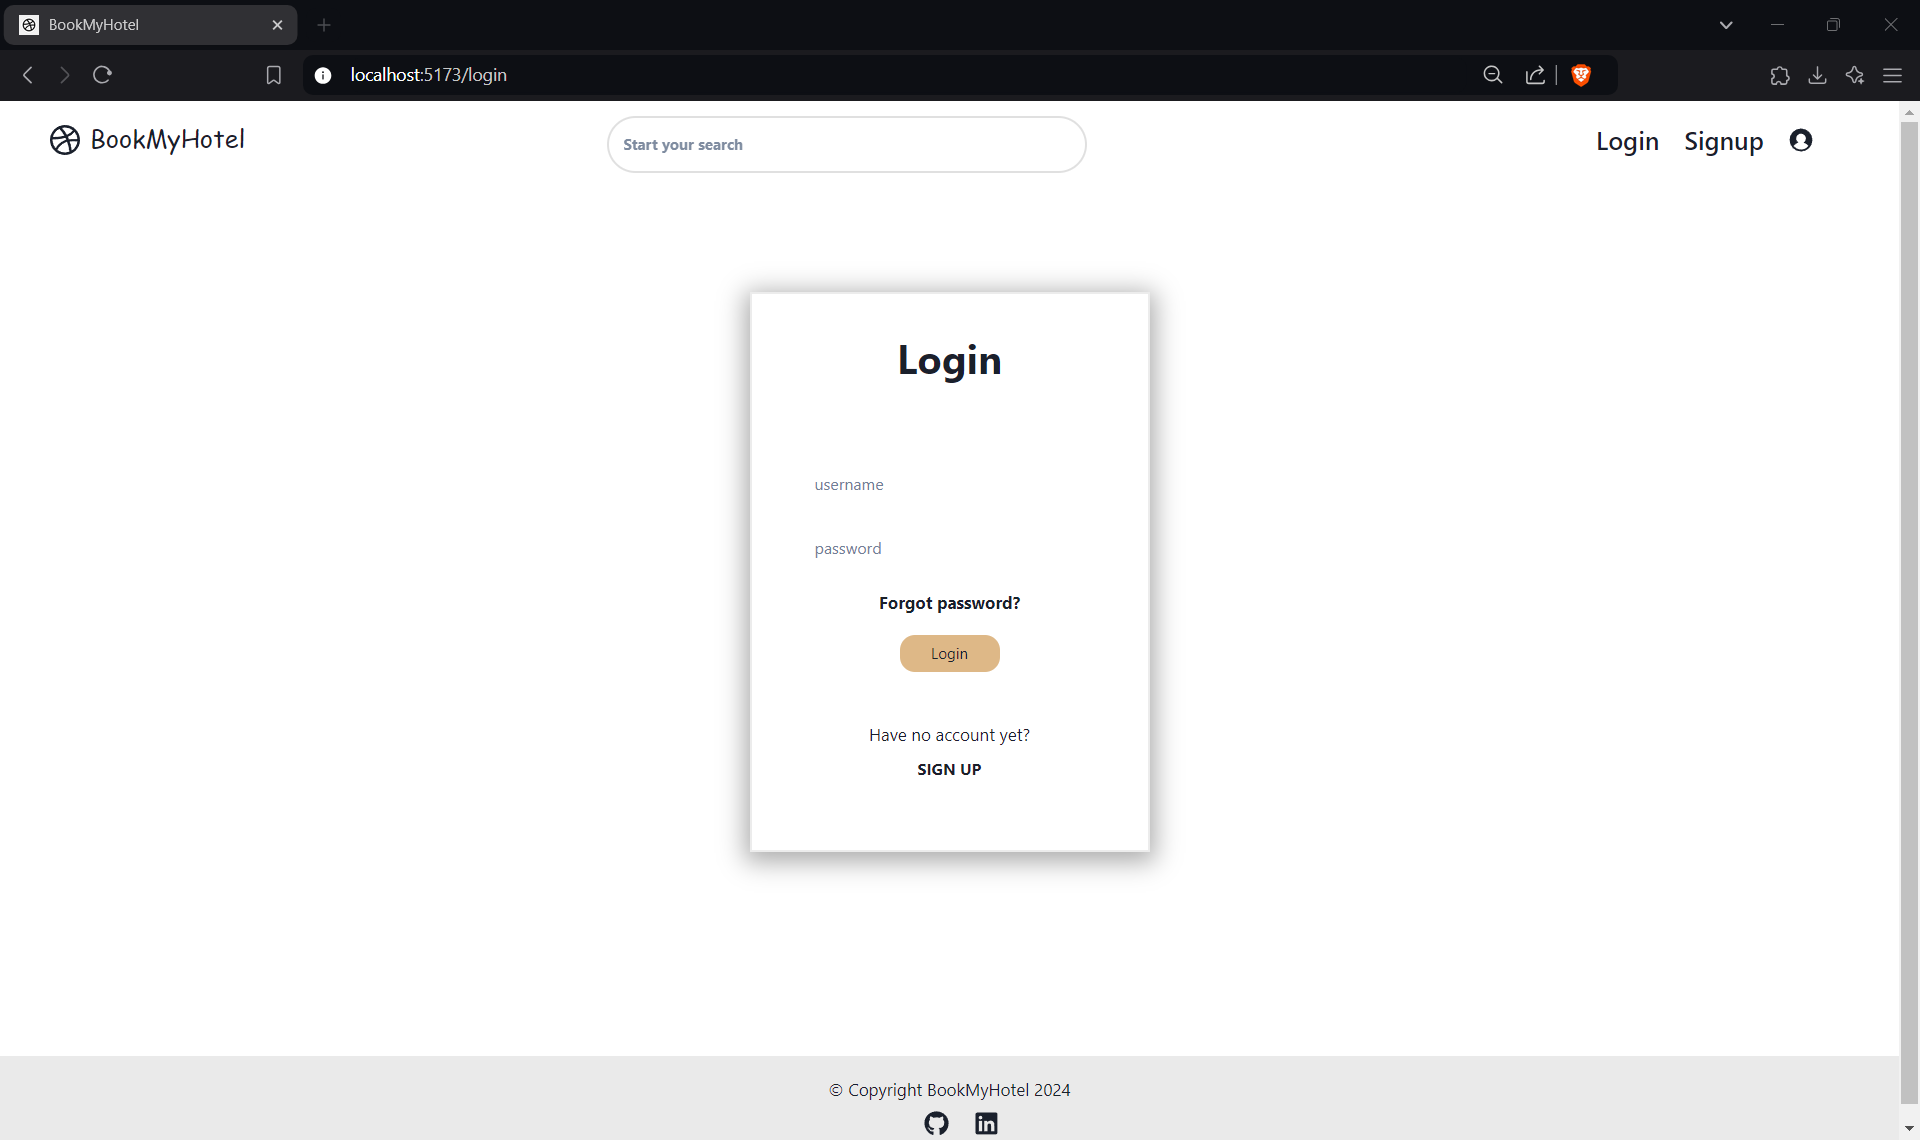 BookMyHotel
localhost:5173/login
BookMyHotel
Start your search
Login Signup
Login
username
password
Forgot password?
Login
Have no account yet?
SIGN UP
© Copyright BookMyHotel 2024
in